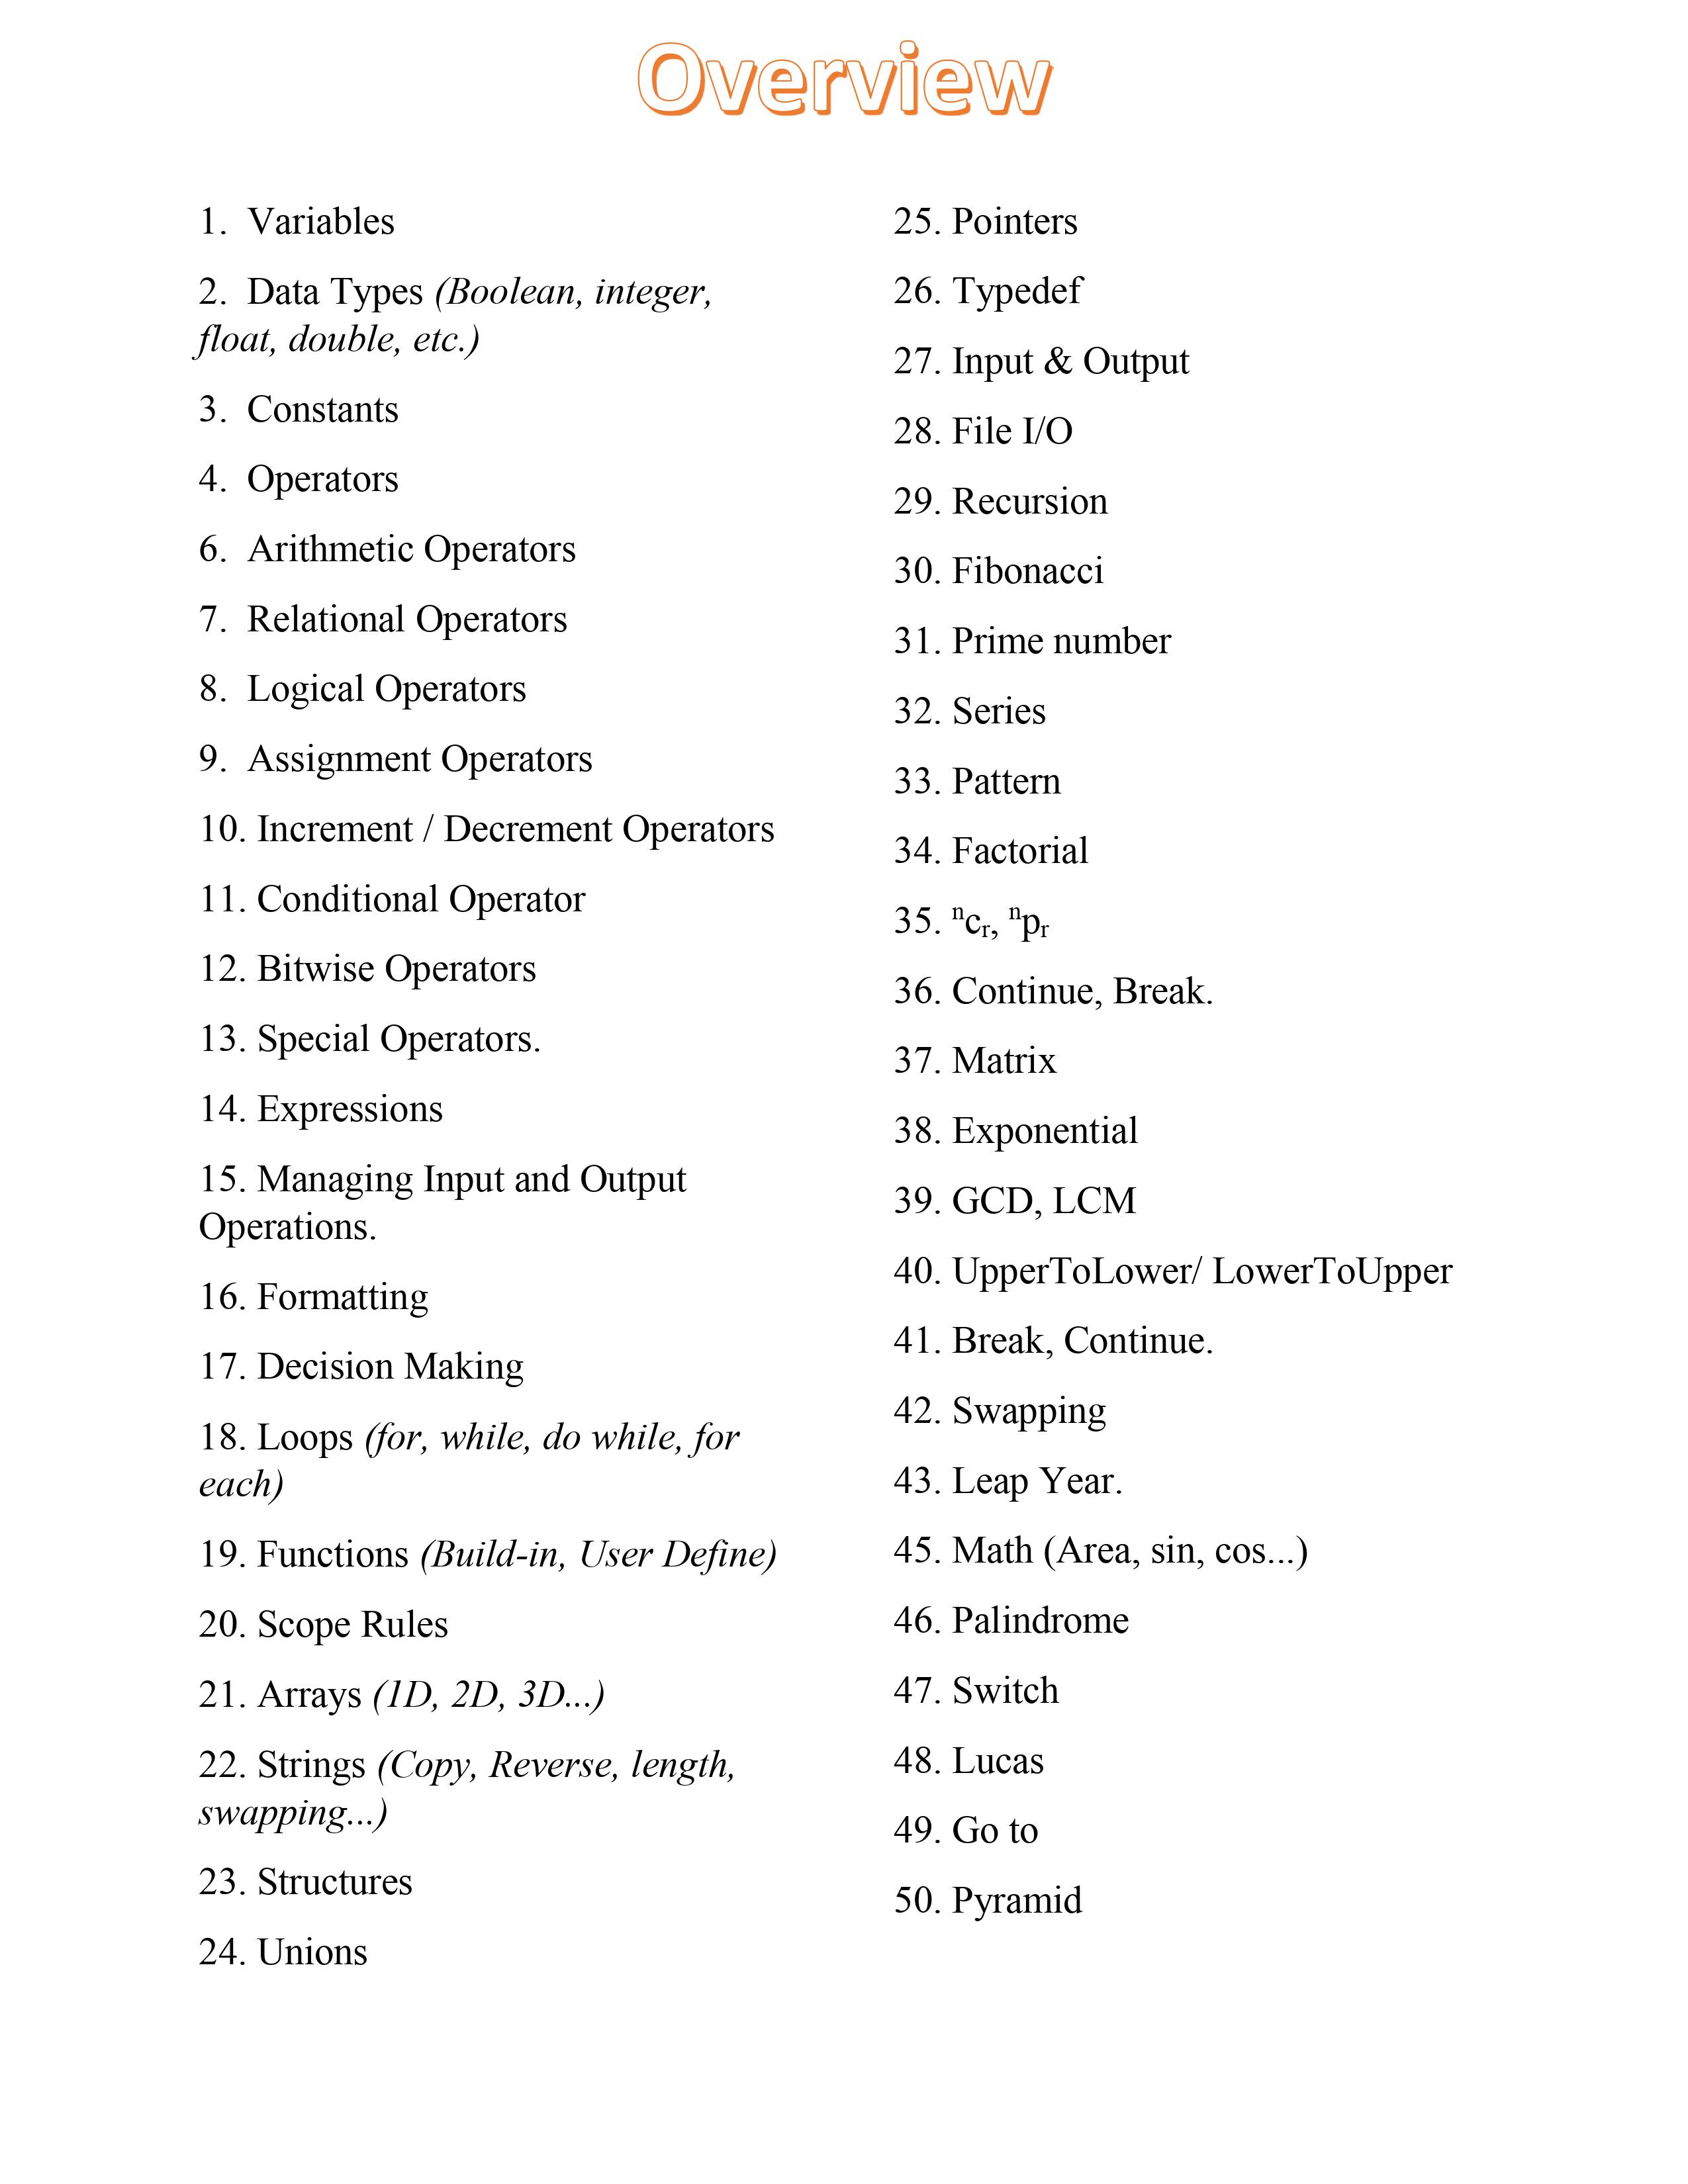 Overview
1. Variables
2. Data Types (Boolean, integer,
float, double, etc.)
3. Constants
4. Operators
6. Arithmetic Operators
7. Relational Operators
8. Logical Operators
9. Assignment Operators
10. Increment / Decrement Operators
11. Conditional Operator
12. Bitwise Operators
13. Special Operators.
14. Expressions
15. Managing Input and Output
Operations.
16. Formatting
17. Decision Making
18. Loops (for, while, do while, for
each)
19. Functions (Build-in, User Define)
20. Scope Rules
21. Arrays (1D, 2D, 3D...)
22. Strings (Copy, Reverse, length,
swapping...)
23. Structures
24. Unions
25. Pointers
26. Typedef
27. Input & Output
28. File I/O
29. Recursion
30. Fibonacci
31. Prime number
32. Series
33. Pattern
34. Factorial
35. ⁿcᵣ, ⁿpᵣ
36. Continue, Break.
37. Matrix
38. Exponential
39. GCD, LCM
40. UpperToLower/ LowerToUpper
41. Break, Continue.
42. Swapping
43. Leap Year.
45. Math (Area, sin, cos...)
46. Palindrome
47. Switch
48. Lucas
49. Go to
50. Pyramid